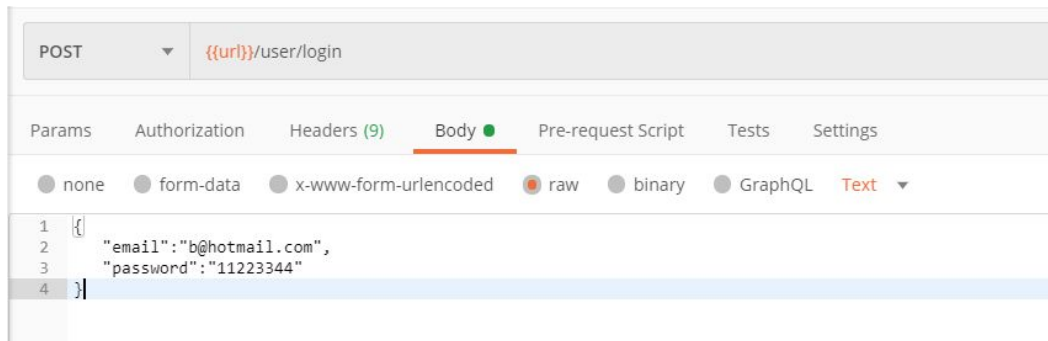 POST {{url}}/user/login
Params Authorization Headers (9) Body Pre-request Script Tests Settings
none form-data x-www-form-urlencoded raw binary GraphQL Text
1 {
2 "email":"b@hotmail.com",
3 "password":"11223344"
4 }